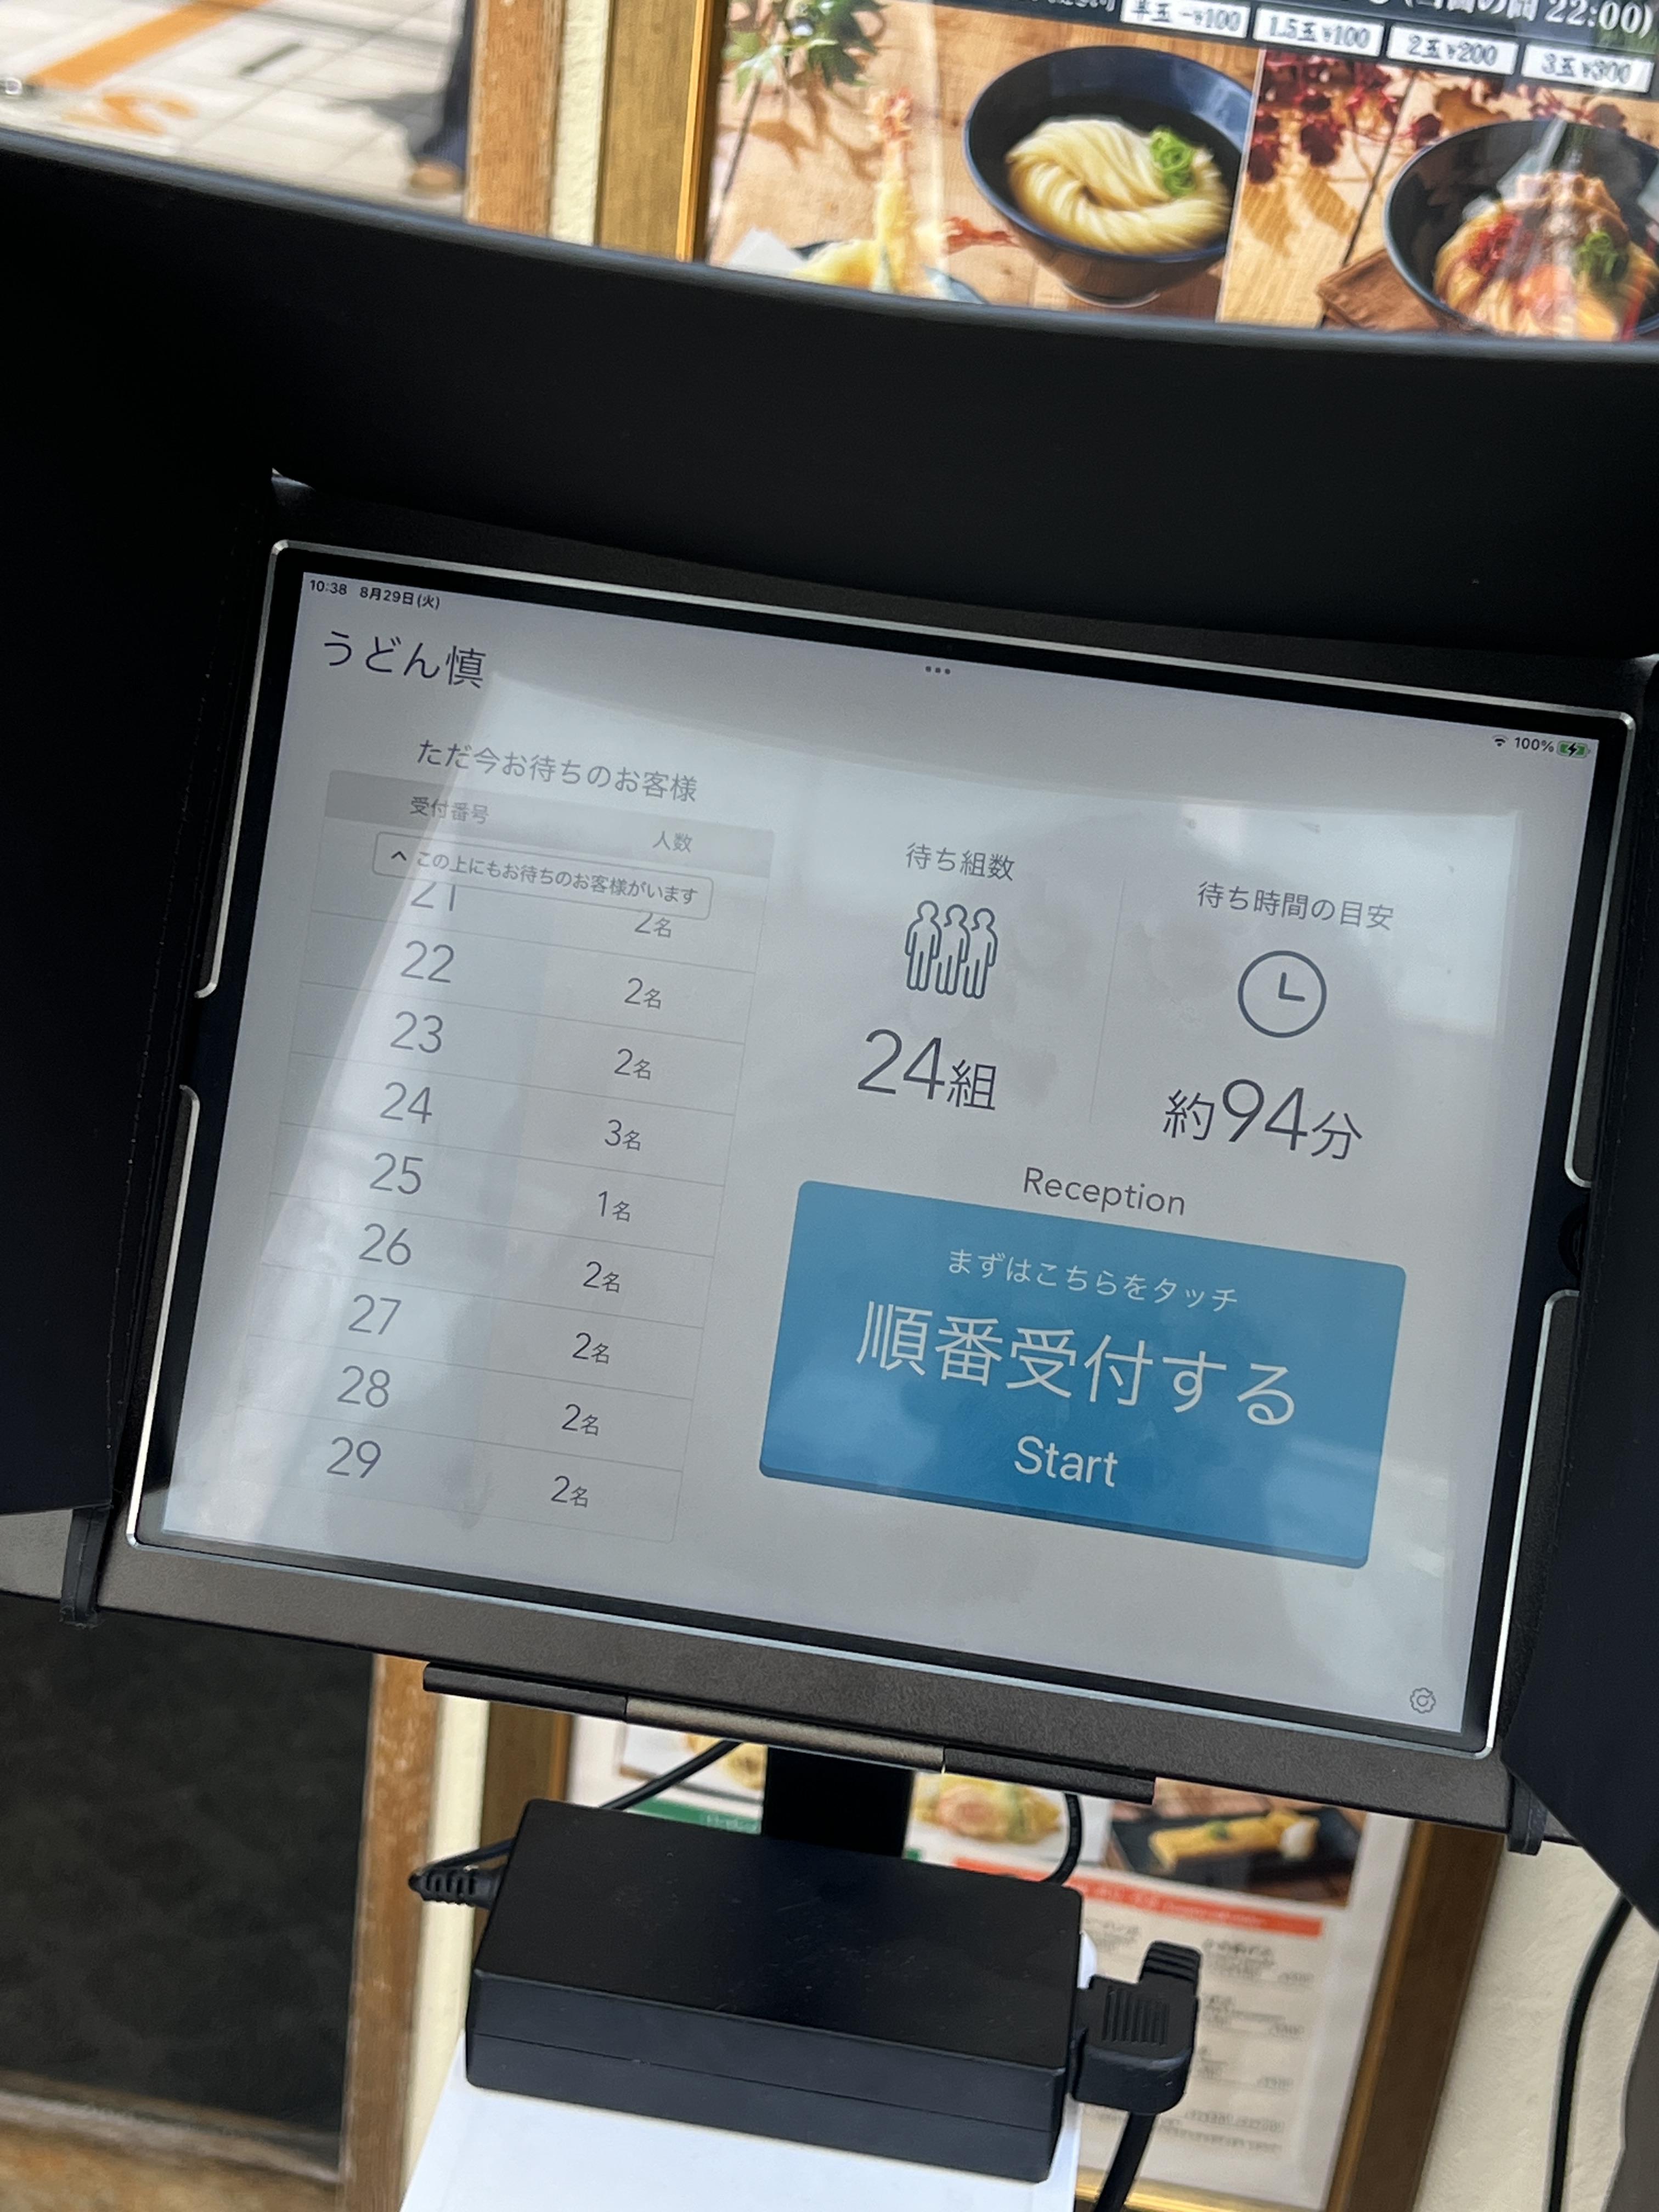 22:00)
半玉-¥100 1.5玉¥100 2玉¥200 3玉¥300
10:38 8月29日(火)
100%
うどん慎
ただ今お待ちのお客様
受付番号 人数
へ この上にもお待ちのお客様がいます
21 2名
22 2名
23 2名
24 3名
25 1名
26 2名
27 2名
28 2名
29 2名
待ち組数
24組
待ち時間の目安
約94分
Reception
まずはこちらをタッチ
順番受付する
Start